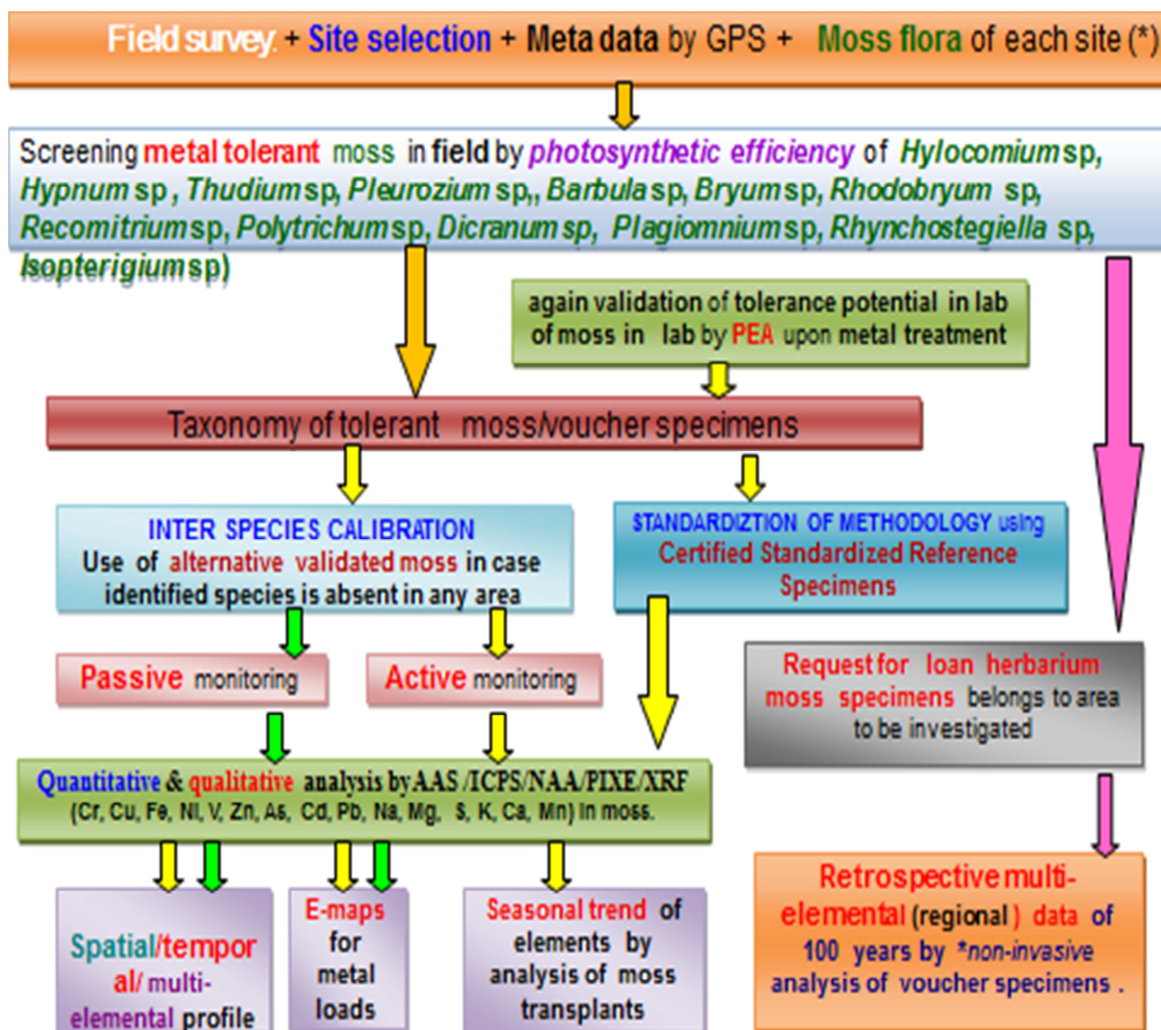 Field survey. + Site selection + Meta data by GPS + Moss flora of each site (*)
Screening metal tolerant moss in field by photosynthetic efficiency of Hylocomium sp,
Hypnum sp , Thudium sp, Pleurozium sp,, Barbula sp, Bryum sp, Rhodobryum sp,
Recomitrium sp, Polytrichum sp, Dicranum sp, Plagiomnium sp, Rhynchostegiella sp,
Isopterigium sp)
again validation of tolerance potential in lab
of moss in lab by PEA upon metal treatment
Taxonomy of tolerant moss/voucher specimens
INTER SPECIES CALIBRATION
Use of alternative validated moss in case
identified species is absent in any area
STANDARDIZTION OF METHODOLOGY using
Certified Standardized Reference
Specimens
Passive monitoring
Active monitoring
Request for loan herbarium
moss specimens belongs to area
to be investigated
Quantitative & qualitative analysis by AAS /ICPS/NAA/PIXE/XRF
(Cr, Cu, Fe, Ni, V, Zn, As, Cd, Pb, Na, Mg, S, K, Ca, Mn) In moss.
Spatial/tempor
al/ multi-
elemental profile
E-maps
for
metal
loads
Seasonal trend of
elements by
analysis of moss
transplants
Retrospective multi-
elemental (regional ) data of
100 years by *non-invasive
analysis of voucher specimens .